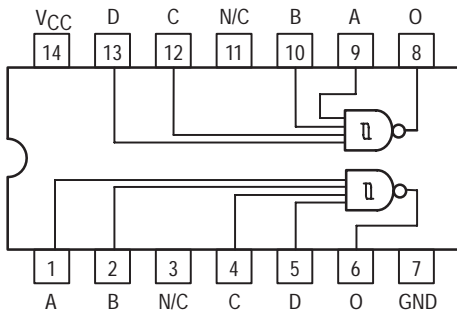 VCC D C N/C B A O
14 13 12 11 10 9 8
1 2 3 4 5 6 7
A B N/C C D O GND